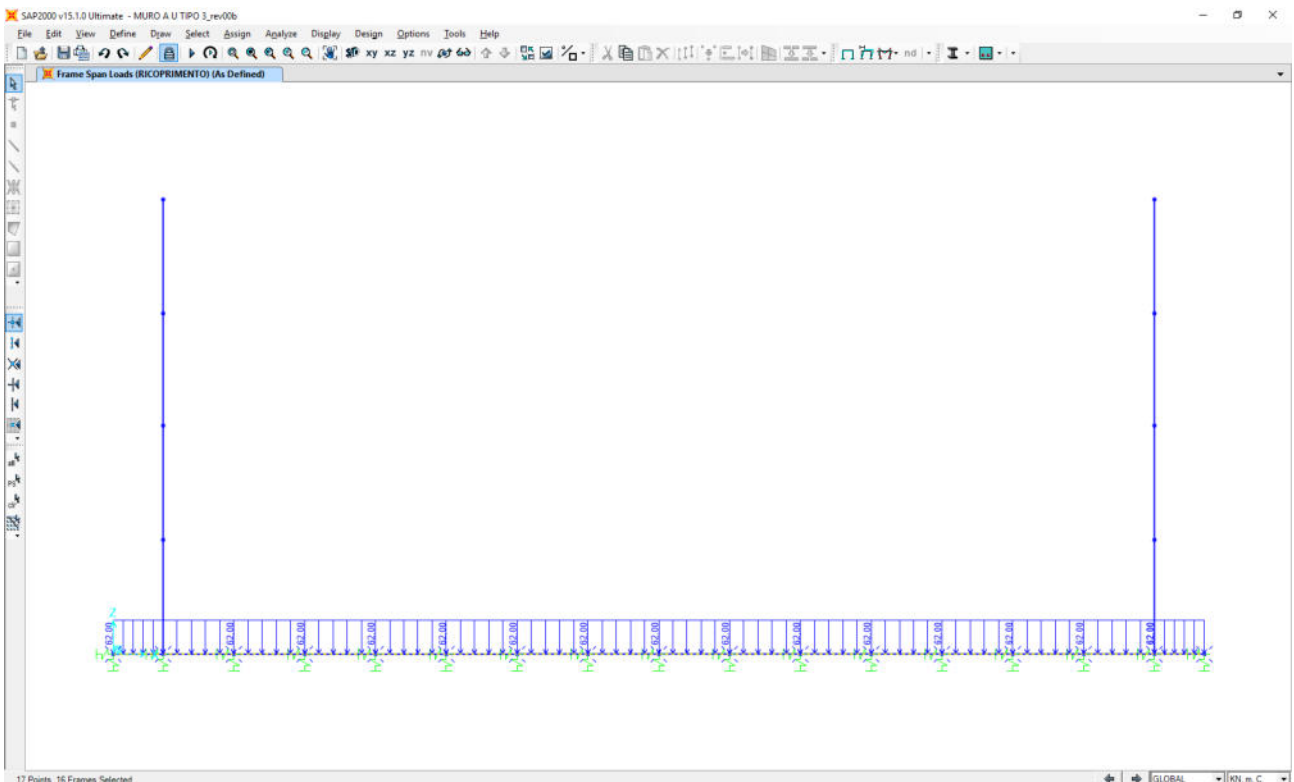 SAP2000 v15.1.0 Ultimate - MURO A U TIPO 3_rev00b
File Edit View Define Draw Select Assign Analyze Display Design Options Tools Help
xy xz yz nv nd
Frame Span Loads (RICOPRIMENTO) (As Defined)
Z
62.00 62.00 62.00 62.00 62.00 62.00 62.00 62.00 62.00 62.00 62.00 62.00 62.00 62.00 62.00
17 Points, 16 Frames Selected
GLOBAL
KN, m, C